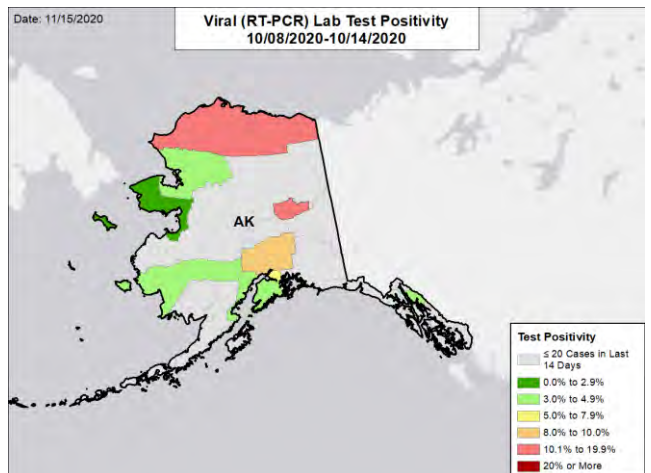 Date: 11/15/2020
Viral (RT-PCR) Lab Test Positivity
10/08/2020-10/14/2020
AK
Test Positivity
≤ 20 Cases in Last
14 Days
0.0% to 2.9%
3.0% to 4.9%
5.0% to 7.9%
8.0% to 10.0%
10.1% to 19.9%
20% or More